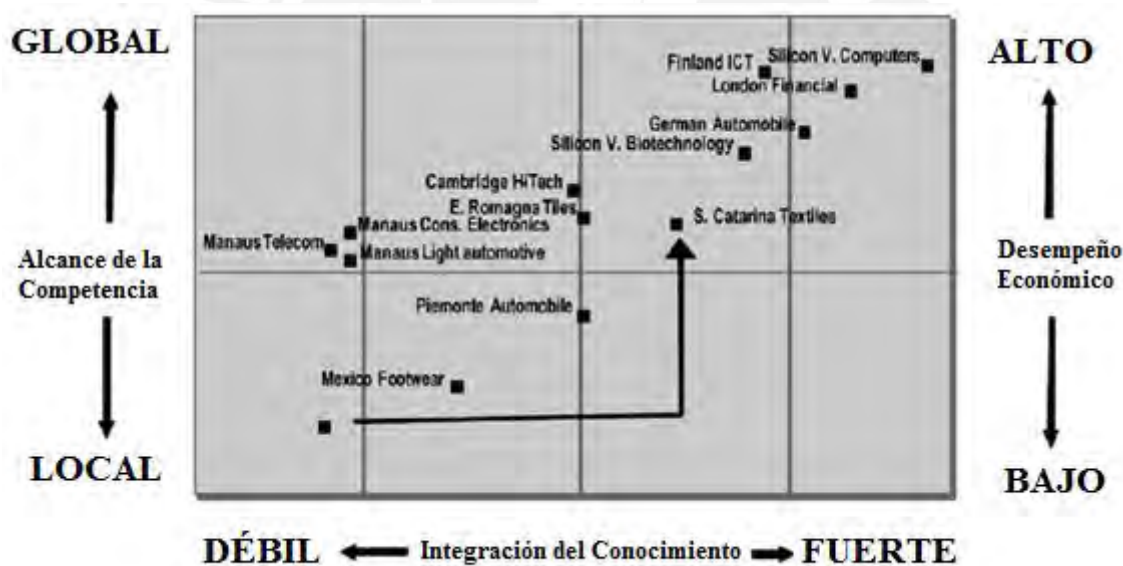 GLOBAL
ALTO
Finland ICT
Silicon V. Computers
London Financial
German Automobile
Silicon V. Biotechnology
Cambridge HiTech
E. Romagna Tiles
S. Catarina Textiles
Manaus Cons. Electronics
Manaus Telecom
Manaus Light automotive
Alcance de la
Competencia
Desempeño
Económico
Piemonte Automobile
Mexico Footwear
LOCAL
BAJO
DÉBIL
Integración del Conocimiento
FUERTE